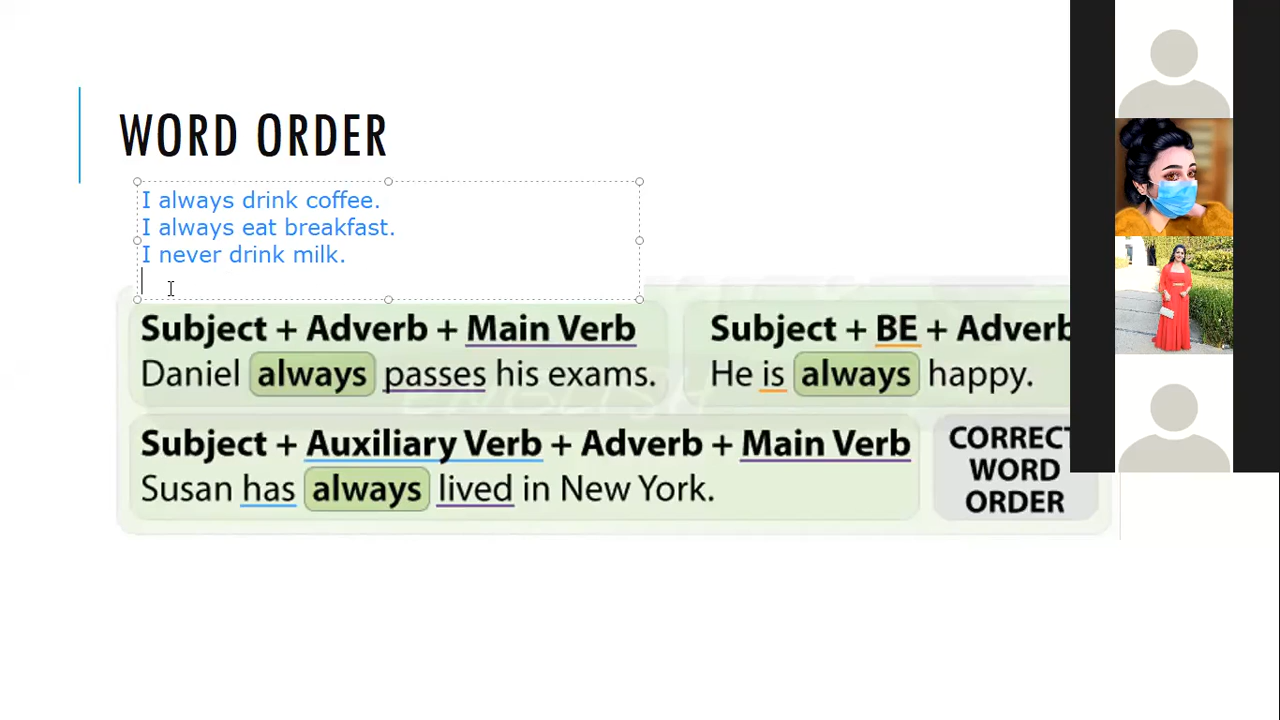 WORD ORDER
I always drink coffee.
I always eat breakfast.
I never drink milk.
Subject + Adverb + Main Verb
Daniel always passes his exams.
Subject + BE + Adverb
He is always happy.
Subject + Auxiliary Verb + Adverb + Main Verb
Susan has always lived in New York.
CORRECT
WORD
ORDER